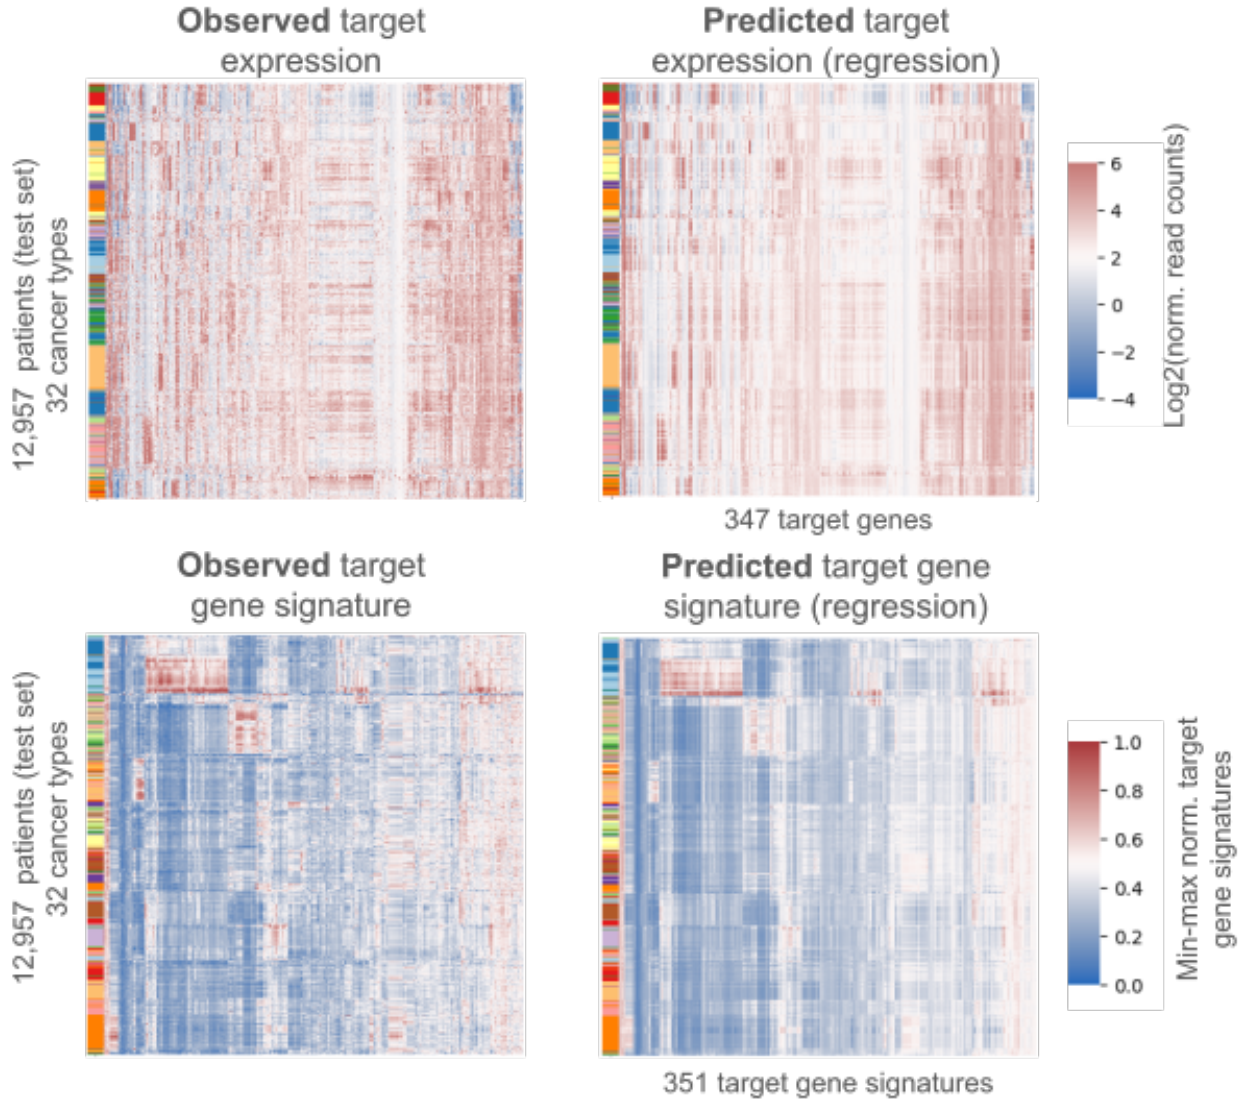 Observed target
expression
Predicted target
expression (regression)
12,957 patients (test set)
32 cancer types
6
4
2
0
−2
−4
Log2(norm. read counts)
347 target genes
Observed target
gene signature
Predicted target gene
signature (regression)
12,957 patients (test set)
32 cancer types
1.0
0.8
0.6
0.4
0.2
0.0
Min-max norm. target
gene signatures
351 target gene signatures